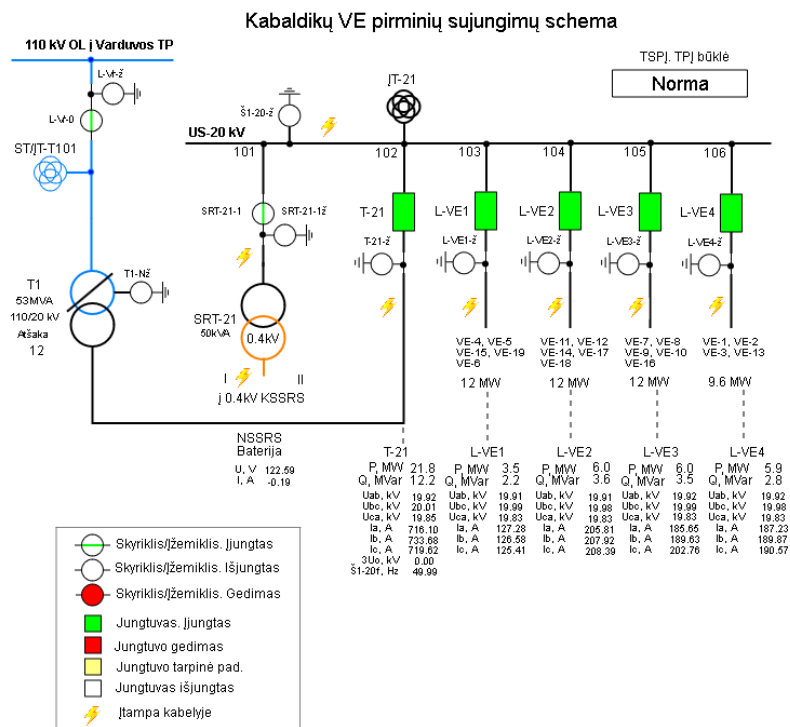 Kabaldikų VE pirminių sujungimų schema
110 kV OL į Varduvos TP
TSPĮ. TPĮ būklė
Norma
L-Vr-ž
L-Vr-0
ST/ĮT-T101
Š1-20-ž
ĮT-21
US-20 kV
101
102
103
104
105
106
SRT-21-1
SRT-21-1ž
T-21
L-VE1
L-VE2
L-VE3
L-VE4
T-21-ž
L-VE1-ž
L-VE2-ž
L-VE3-ž
L-VE4-ž
T1-Nž
T1
53MVA
110/20 kV
Atšaka
12
SRT-21
50kVA
0.4kV
I
II
į 0.4kV KSSRS
VE-4, VE-5
VE-15, VE-19
VE-6
VE-11, VE-12
VE-14, VE-17
VE-18
VE-7, VE-8
VE-9, VE-10
VE-16
VE-1, VE-2
VE-3, VE-13
12 MW
12 MW
12 MW
9.6 MW
NSSRS
Baterija
U, V 122.59
I, A -0.19
T-21
P, MW 21.8
Q, MVar 12.2
Uab, kV 19.92
Ubc, kV 20.01
Uca, kV 19.85
Ia, A 716.10
Ib, A 733.68
Ic, A 719.62
3Uo, kV 0.00
Š1-20f, Hz 49.99
L-VE1
P, MW 3.5
Q, MVar 2.2
Uab, kV 19.91
Ubc, kV 19.99
Uca, kV 19.83
Ia, A 127.28
Ib, A 126.58
Ic, A 125.41
L-VE2
P, MW 6.0
Q, MVar 3.6
Uab, kV 19.91
Ubc, kV 19.98
Uca, kV 19.83
Ia, A 205.81
Ib, A 207.92
Ic, A 208.39
L-VE3
P, MW 6.0
Q, MVar 3.5
Uab, kV 19.92
Ubc, kV 19.99
Uca, kV 19.83
Ia, A 185.65
Ib, A 189.63
Ic, A 202.76
L-VE4
P, MW 5.9
Q, MVar 2.8
Uab, kV 19.92
Ubc, kV 19.98
Uca, kV 19.83
Ia, A 187.23
Ib, A 189.87
Ic, A 190.57
Skyriklis/Įžemiklis. Įjungtas
Skyriklis/Įžemiklis. Išjungtas
Skyriklis/Įžemiklis. Gedimas
Jungtuvas. Įjungtas
Jungtuvo gedimas
Jungtuvo tarpinė pad.
Jungtuvas išjungtas
Įtampa kabelyje